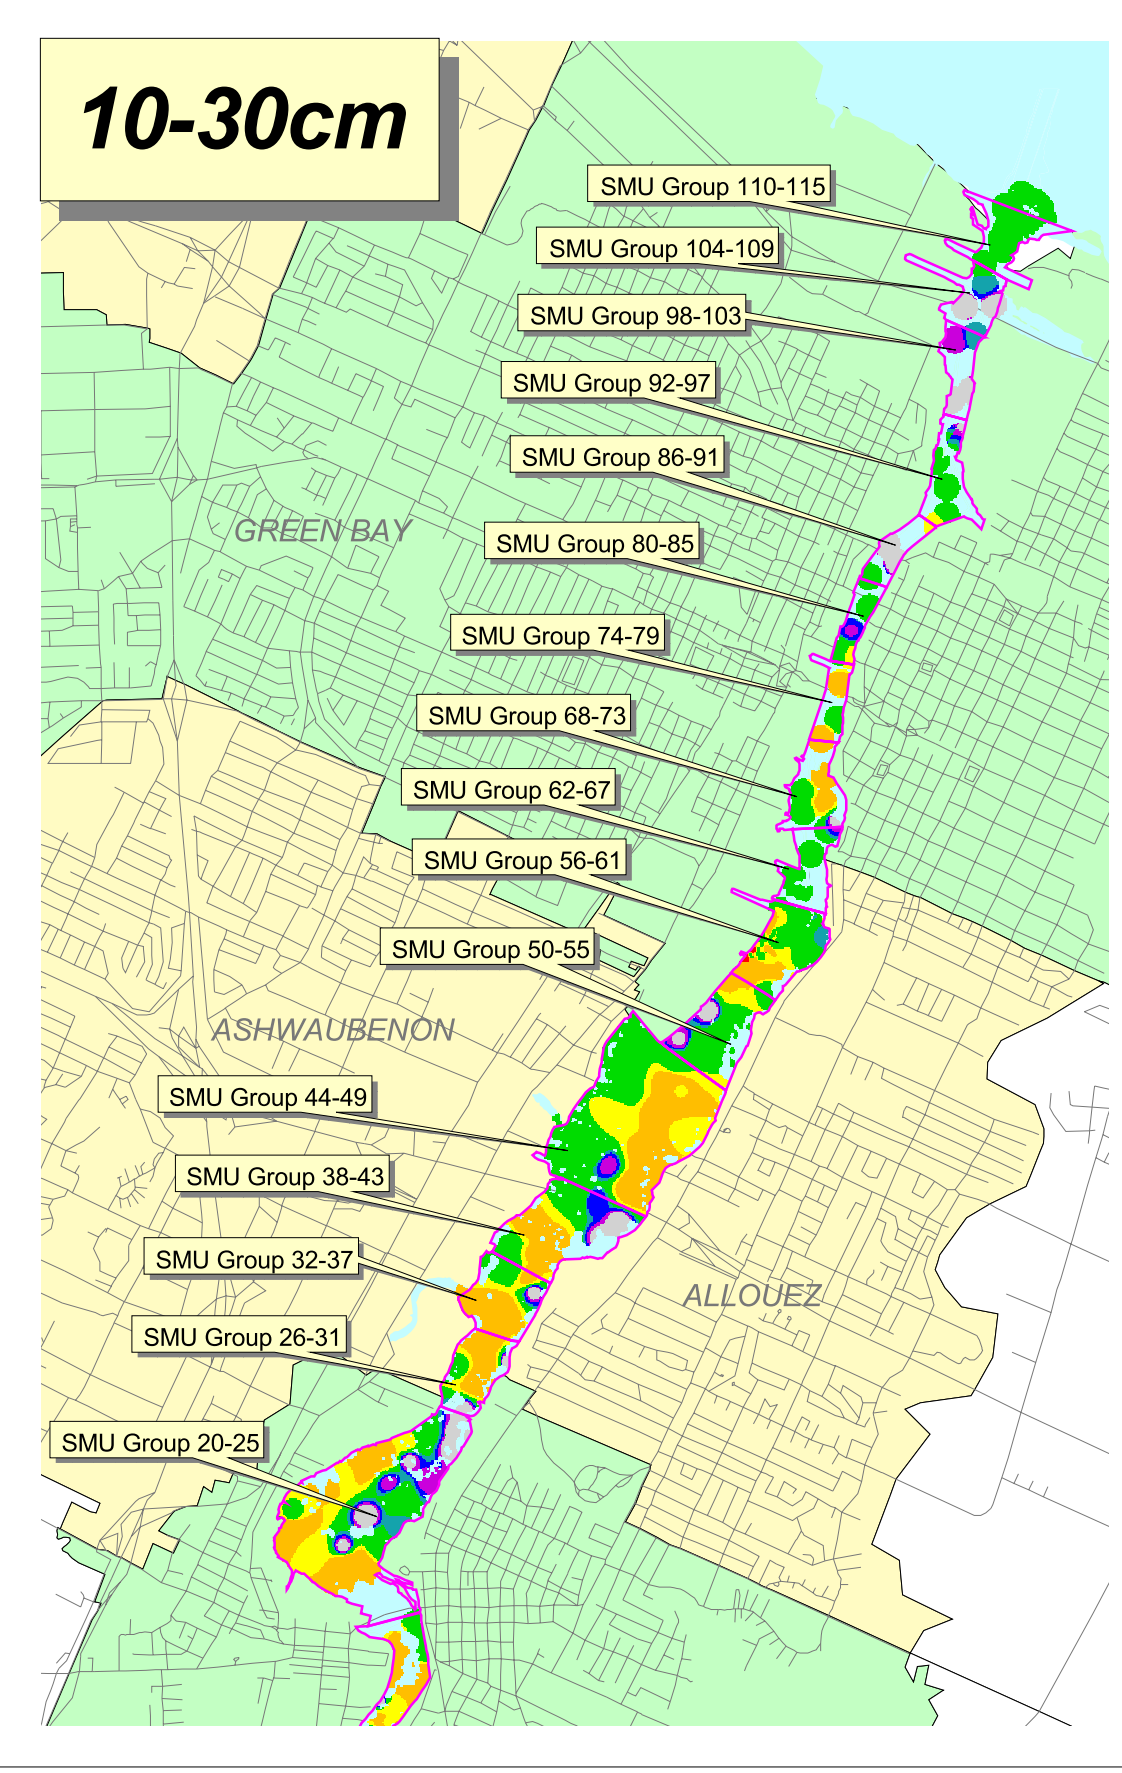 10-30cm
SMU Group 110-115
SMU Group 104-109
SMU Group 98-103
SMU Group 92-97
SMU Group 86-91
GREEN BAY
SMU Group 80-85
SMU Group 74-79
SMU Group 68-73
SMU Group 62-67
SMU Group 56-61
SMU Group 50-55
ASHWAUBENON
SMU Group 44-49
SMU Group 38-43
SMU Group 32-37
ALLOUEZ
SMU Group 26-31
SMU Group 20-25